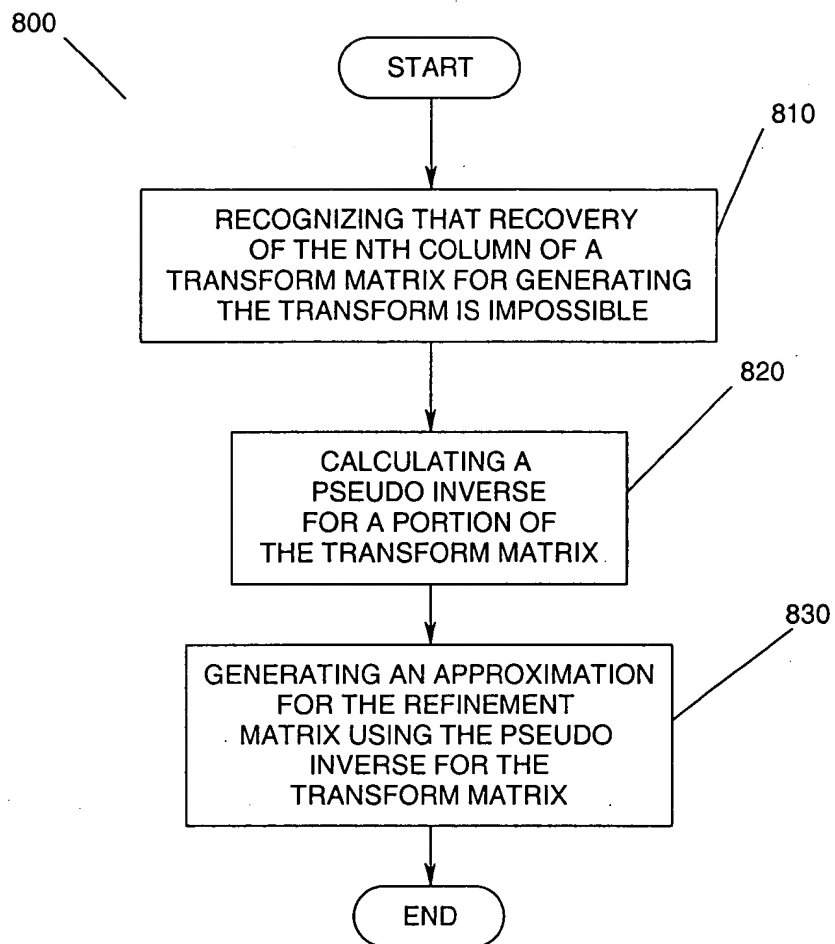 800
START
810
RECOGNIZING THAT RECOVERY
OF THE NTH COLUMN OF A
TRANSFORM MATRIX FOR GENERATING
THE TRANSFORM IS IMPOSSIBLE
820
CALCULATING A
PSEUDO INVERSE
FOR A PORTION OF
THE TRANSFORM MATRIX
830
GENERATING AN APPROXIMATION
FOR THE REFINEMENT
MATRIX USING THE PSEUDO
INVERSE FOR THE
TRANSFORM MATRIX
END